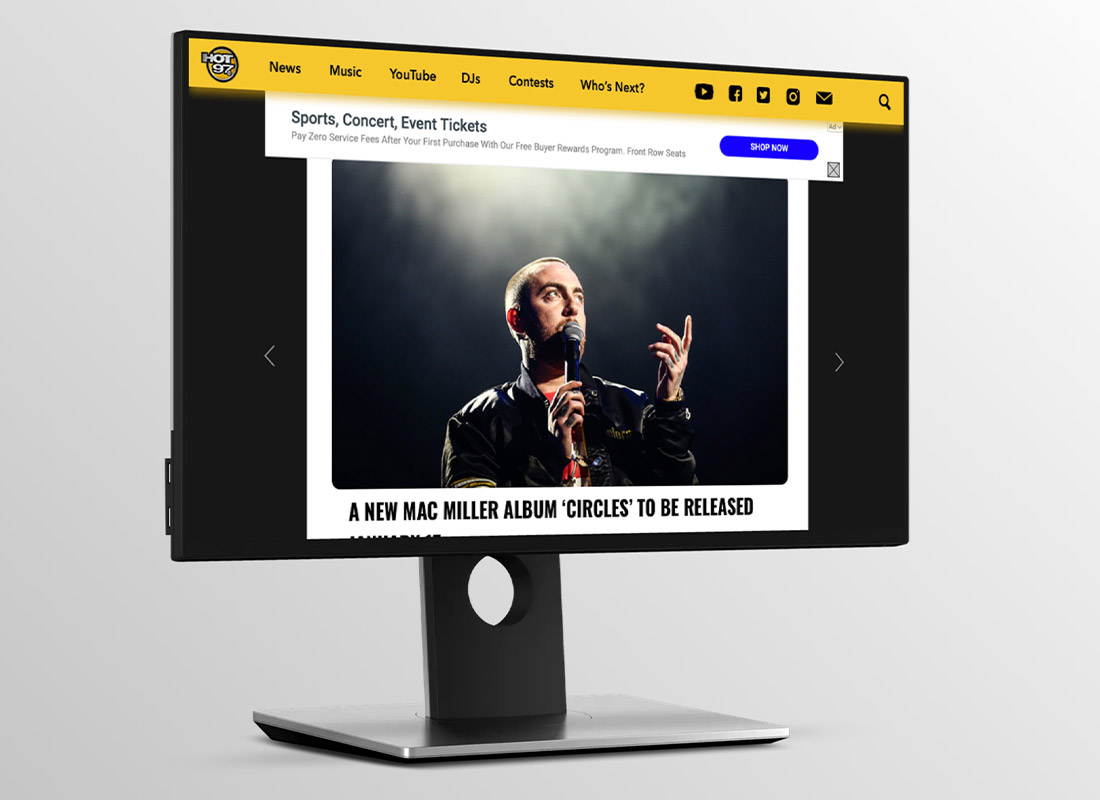 HOT 97
News Music YouTube DJs Contests Who's Next?
Sports, Concert, Event Tickets
Ad
Pay Zero Service Fees After Your First Purchase With Our Free Buyer Rewards Program. Front Row Seats
SHOP NOW
A NEW MAC MILLER ALBUM ‘CIRCLES’ TO BE RELEASED